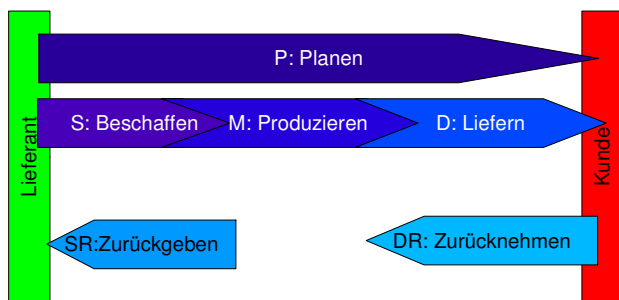 P: Planen
S: Beschaffen
M: Produzieren
D: Liefern
Lieferant
Kunde
SR:Zurückgeben
DR: Zurücknehmen